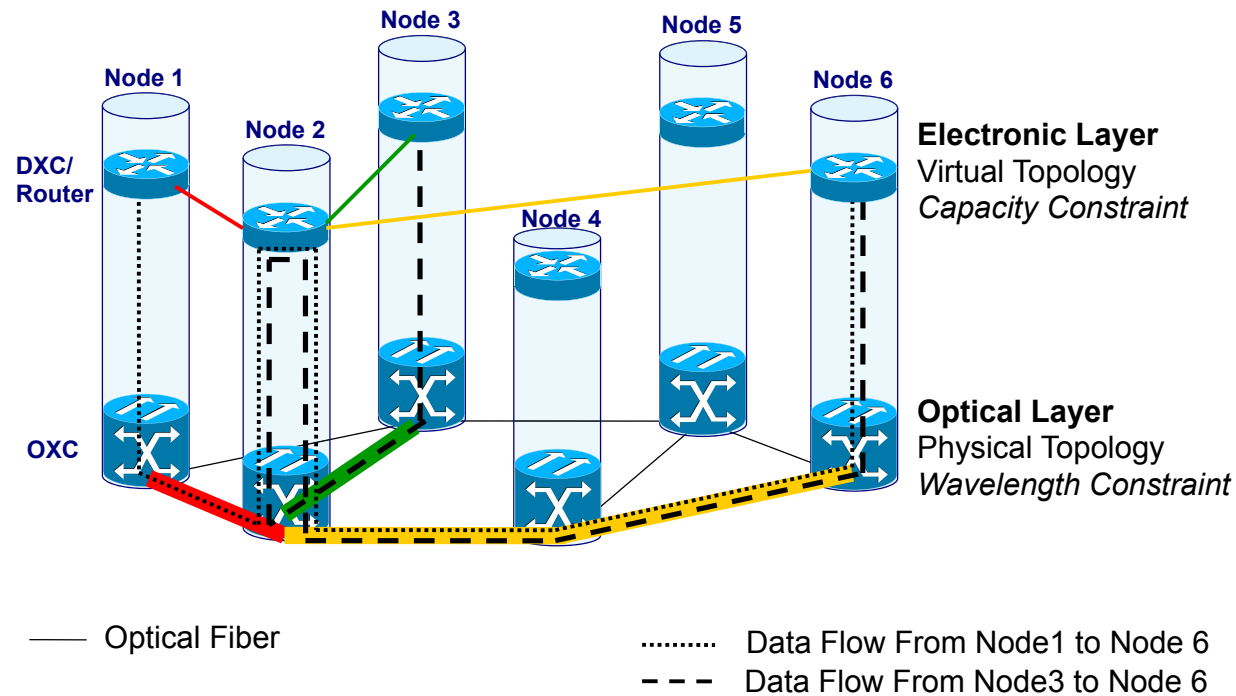 Node 3
Node 5
Node 1
Node 6
Node 2
DXC/
Router
Electronic Layer
Virtual Topology
Capacity Constraint
Node 4
OXC
Optical Layer
Physical Topology
Wavelength Constraint
Optical Fiber
Data Flow From Node1 to Node 6
Data Flow From Node3 to Node 6